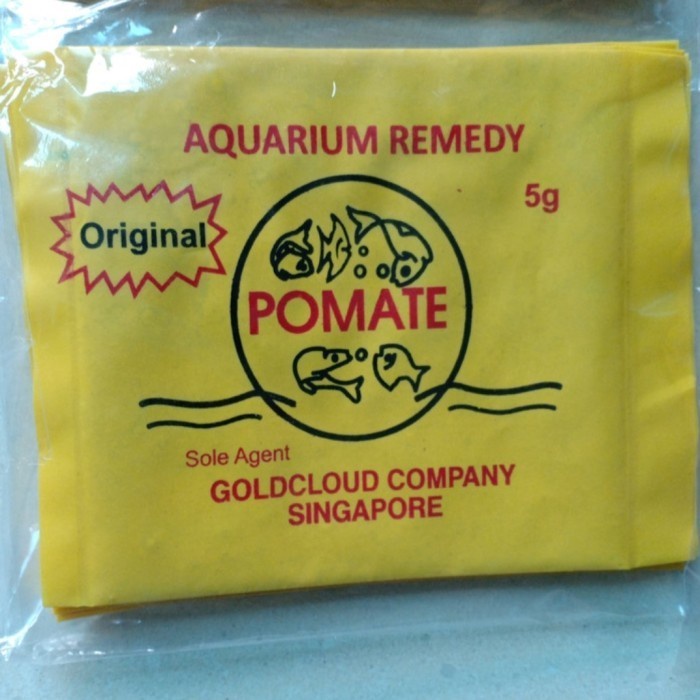 AQUARIUM REMEDY
5g
Original
POMATE
Sole Agent
GOLDCLOUD COMPANY
SINGAPORE